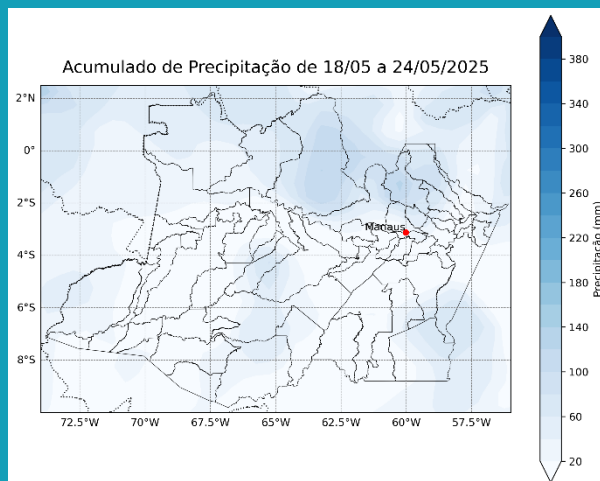 Acumulado de Precipitação de 18/05 a 24/05/2025
2°N
0°
2°S
4°S
6°S
8°S
Manaus
72.5°W 70°W 67.5°W 65°W 62.5°W 60°W 57.5°W
380
340
300
260
220
180
140
100
60
20
Precipitação (mm)